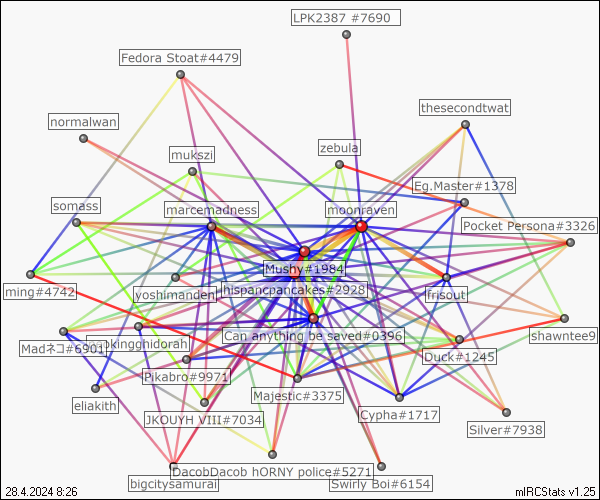 LPK2387 #7690
Fedora Stoat#4479
thesecondtwat
normalwan
zebula
mukszi
Eg.Master#1378
somass
marcemadness
moonraven
Pocket Persona#3326
Mushy#1984
ming#4742
yoshimanden
hispancpancakes#2928
frisout
Can anything be saved#0396
shawntee9
Madネコ#6901
okingghidorah
Duck#1245
Pikabro#9971
eliakith
Majestic#3375
JKOUYH VIII#7034
Cypha#1717
Silver#7938
DacobDacob hORNY police#5271
bigcitysamurai
Swirly Boi#6154
28.4.2024 8:26
mIRCStats v1.25